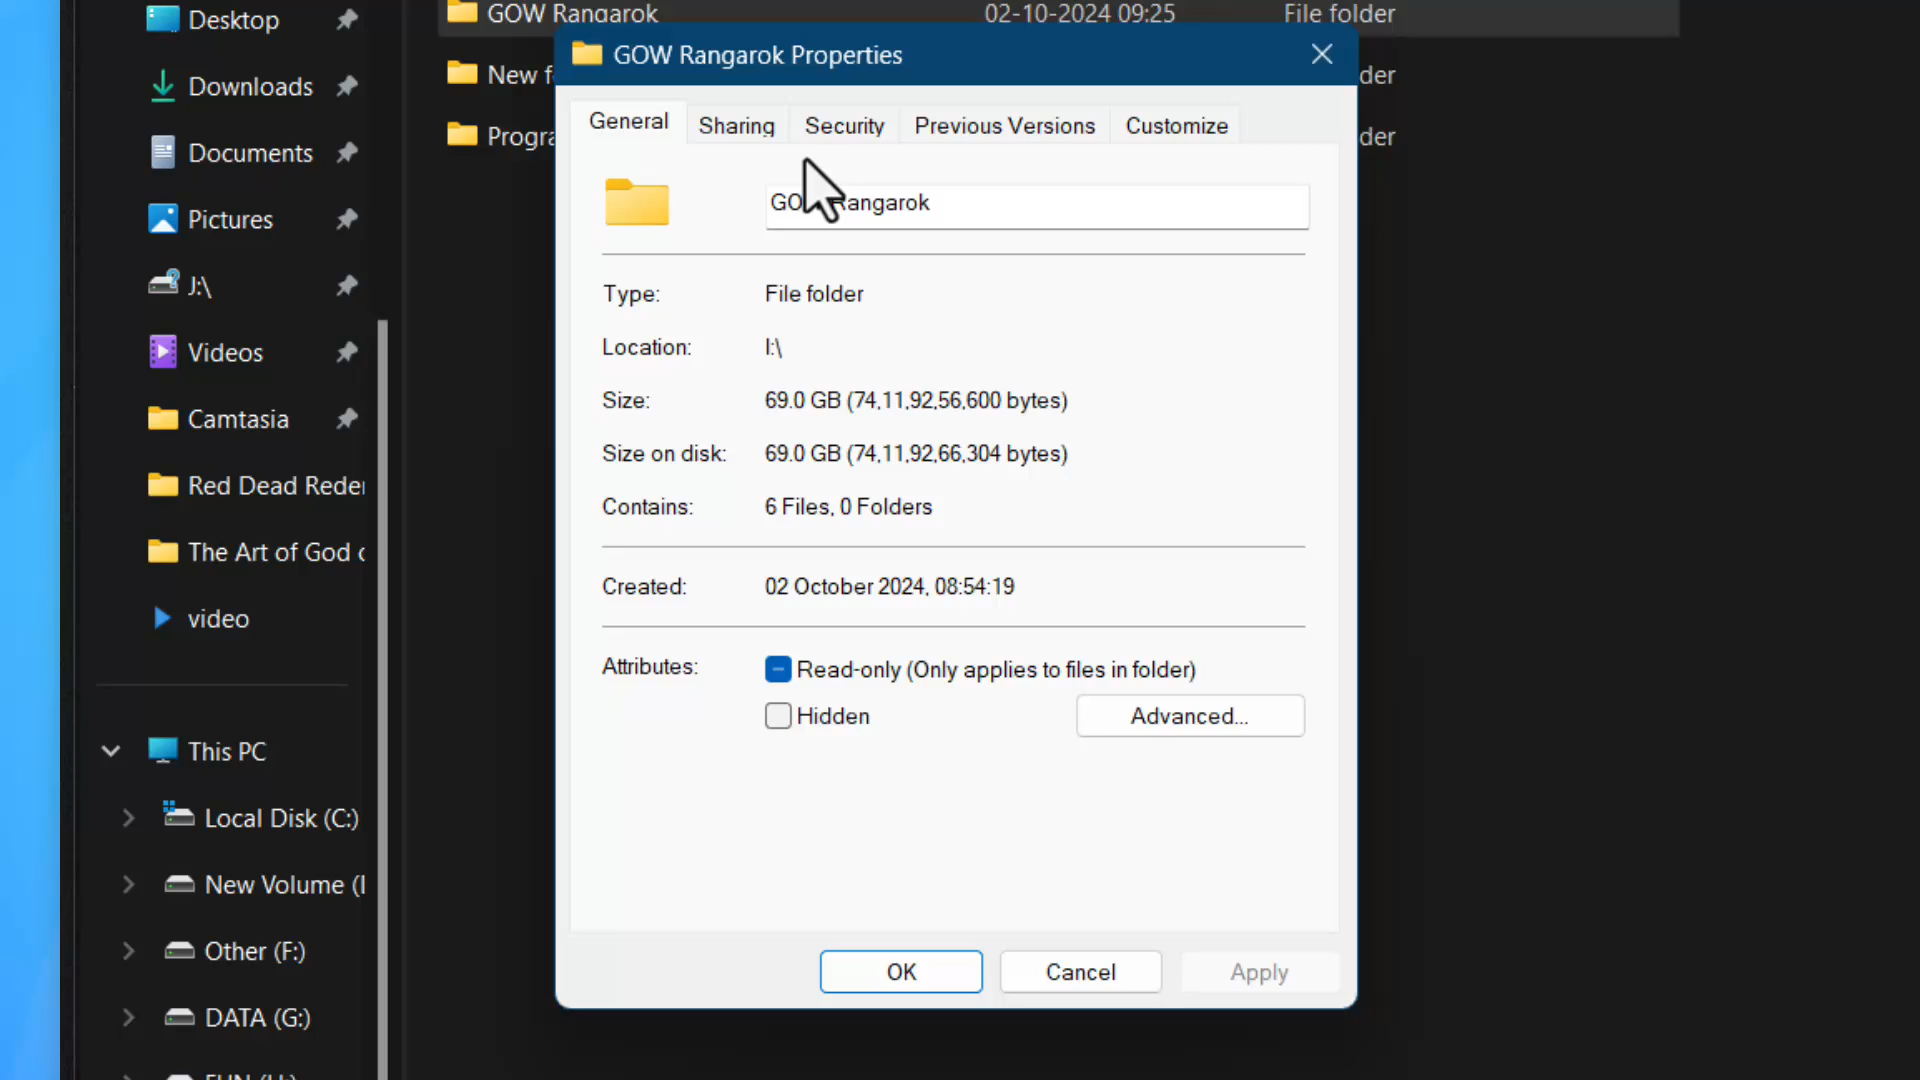 Desktop
Downloads
Documents
Pictures
J:\
Videos
Camtasia
Red Dead Reder
The Art of God
video
This PC
Local Disk (C:)
New Volume (
Other (F:)
DATA (G:)
GOW Rangarok 02-10-2024 09:25 File folder
New f der
Progra der
GOW Rangarok Properties
General Sharing Security Previous Versions Customize
GO angarok
Type: File folder
Location: I:\
Size: 69.0 GB (74,11,92,56,600 bytes)
Size on disk: 69.0 GB (74,11,92,66,304 bytes)
Contains: 6 Files, 0 Folders
Created: 02 October 2024, 08:54:19
Attributes: Read-only (Only applies to files in folder)
Hidden Advanced...
OK Cancel Apply